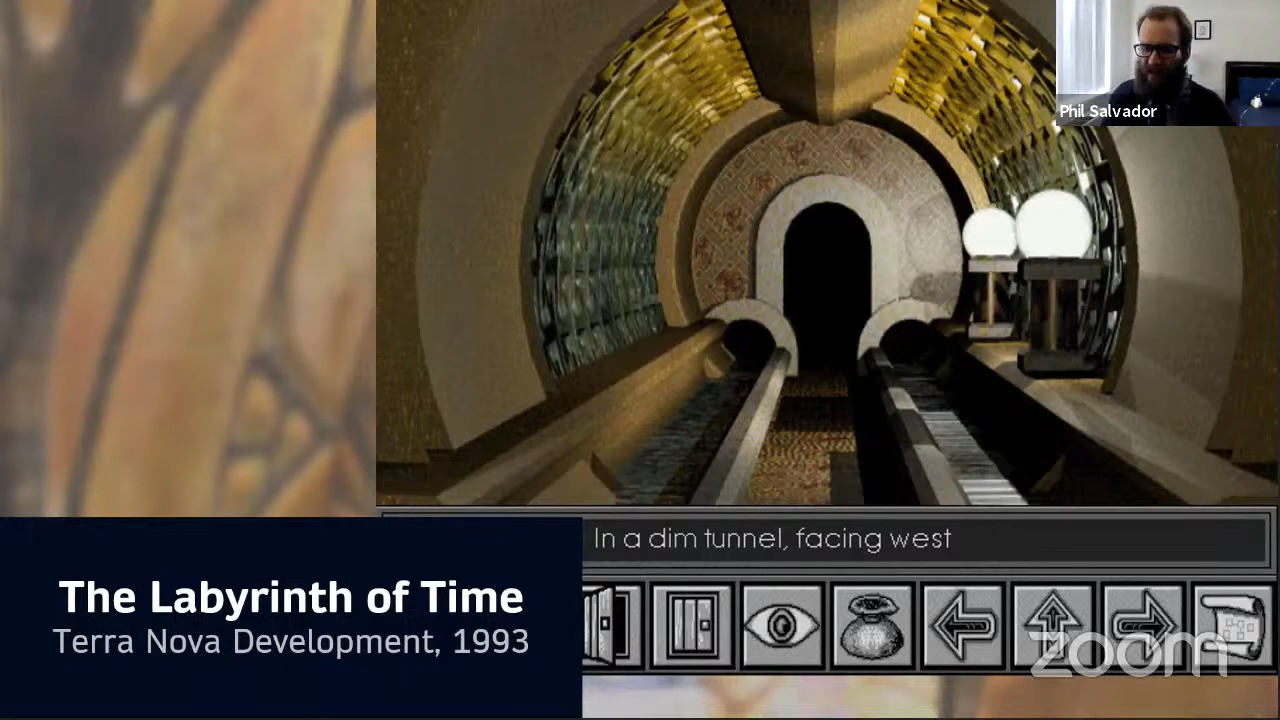 Phil Salvador
In a dim tunnel, facing west
The Labyrinth of Time
Terra Nova Development, 1993
zoom